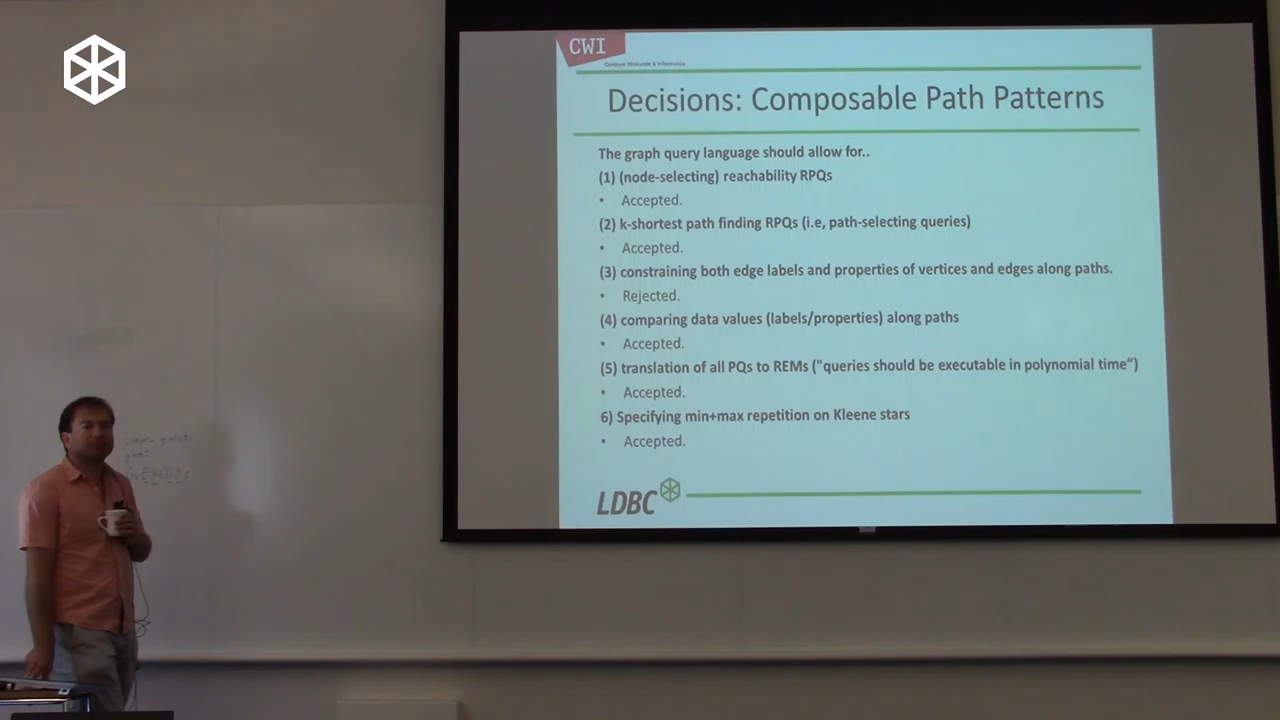 CWI
Centrum Wiskunde & Informatica
Decisions: Composable Path Patterns
The graph query language should allow for..
(1) (node-selecting) reachability RPQs
• Accepted.
(2) k-shortest path finding RPQs (i.e, path-selecting queries)
• Accepted.
(3) constraining both edge labels and properties of vertices and edges along paths.
• Rejected.
(4) comparing data values (labels/properties) along paths
• Accepted.
(5) translation of all PQs to REMs ("queries should be executable in polynomial time“)
• Accepted.
6) Specifying min+max repetition on Kleene stars
• Accepted.
LDBC